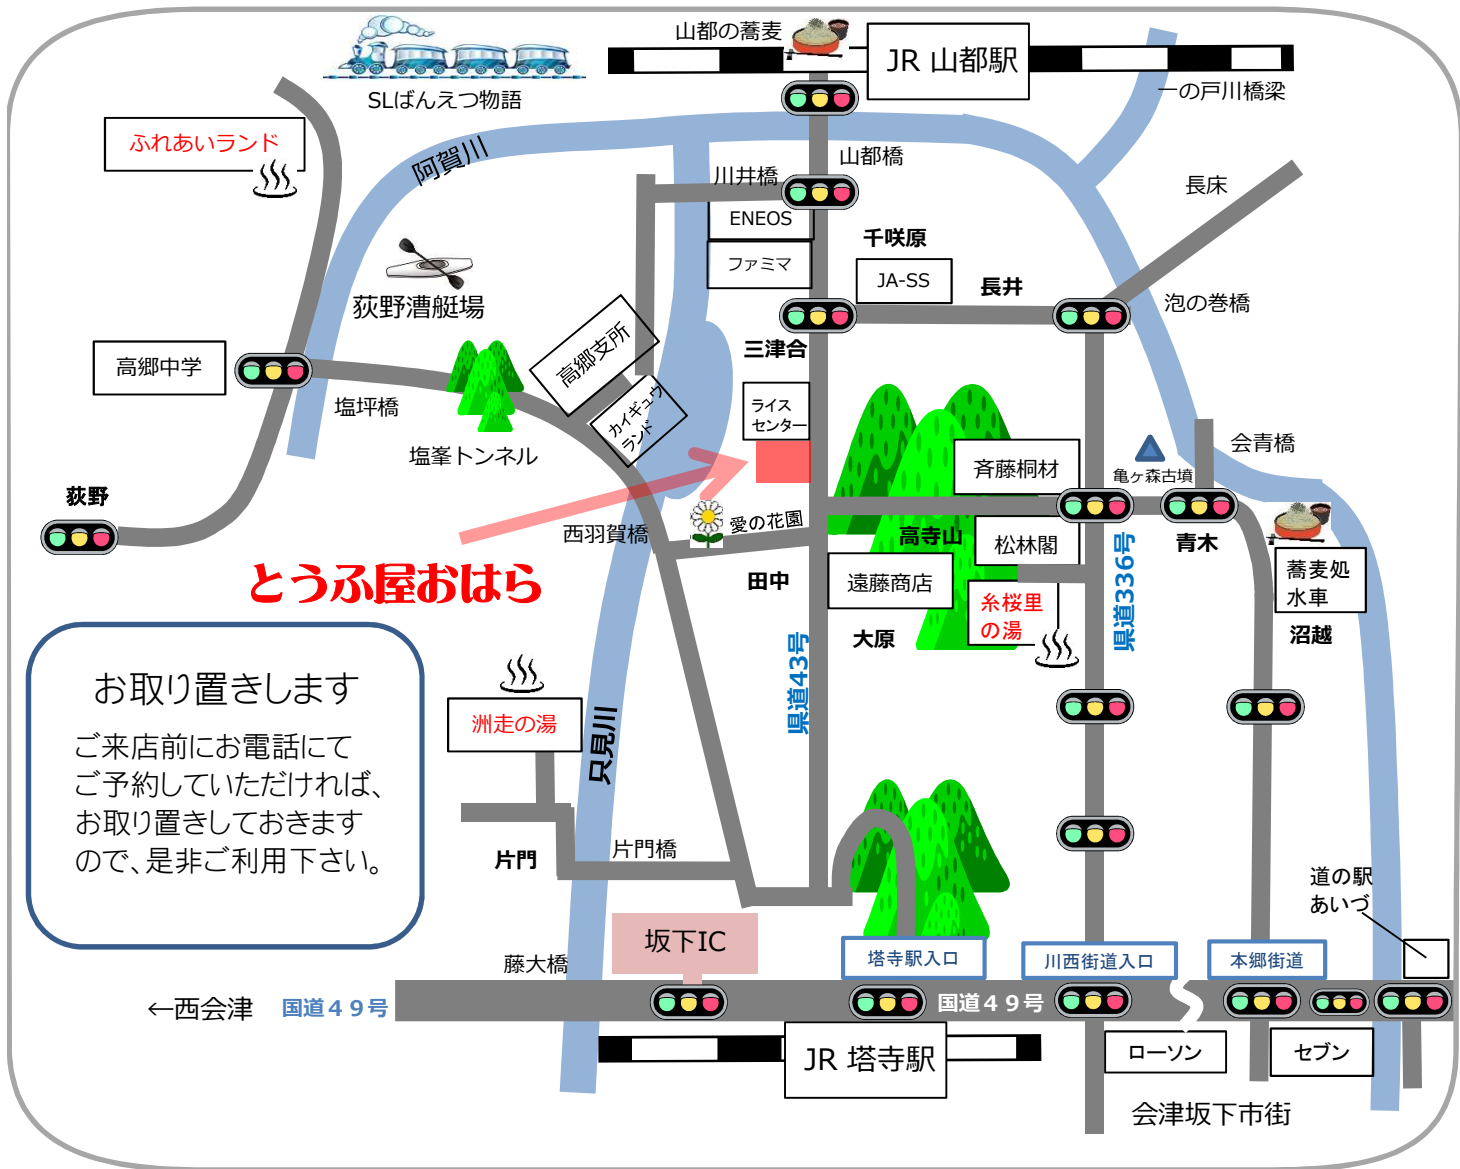 山都の蕎麦
JR 山都駅
SLばんえつ物語
一の戸川橋梁
ふれあいランド
阿賀川
山都橋
川井橋
長床
ENEOS
千咲原
ファミマ
JA-SS
長井
泡の巻橋
荻野漕艇場
三津合
高郷支所
高郷中学
塩坪橋
カイギュウ
ランド
ライス
センター
塩峯トンネル
斉藤桐材
亀ヶ森古墳
会青橋
荻野
西羽賀橋
愛の花園
高寺山
松林閣
県道336号
青木
とうふ屋おはら
田中
遠藤商店
糸桜里
の湯
蕎麦処
水車
大原
沼越
県道43号
お取り置きします
ご来店前にお電話にて
ご予約していただければ、
お取り置きしておきます
ので、是非ご利用下さい。
洲走の湯
只見川
片門
片門橋
道の駅
あいづ
坂下IC
藤大橋
塔寺駅入口
川西街道入口
本郷街道
←西会津
国道４９号
国道４９号
JR 塔寺駅
ローソン
セブン
会津坂下市街